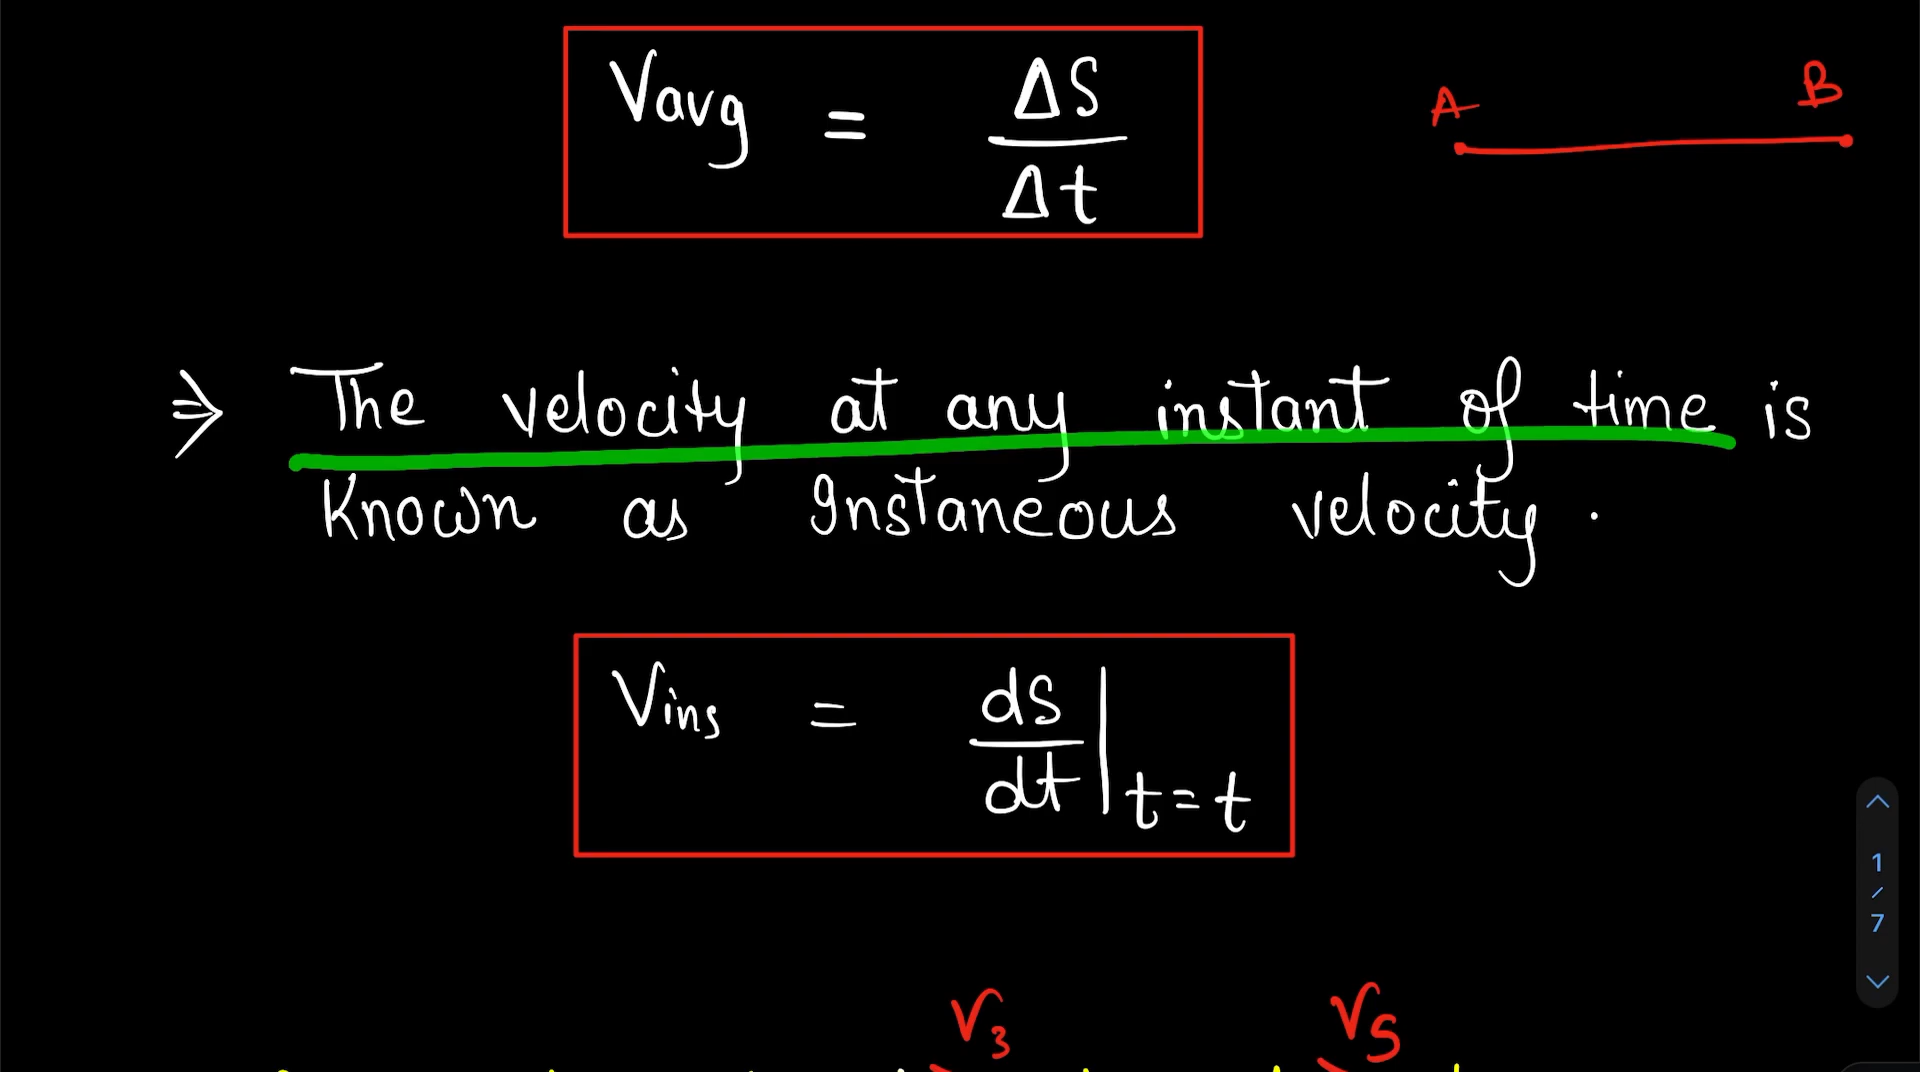 Vavg = ΔS / Δt
A B
⇒ The velocity at any instant of time is
Known as Instaneous velocity .
Vins = ds / dt | t = t
1
/
7
V3 V5